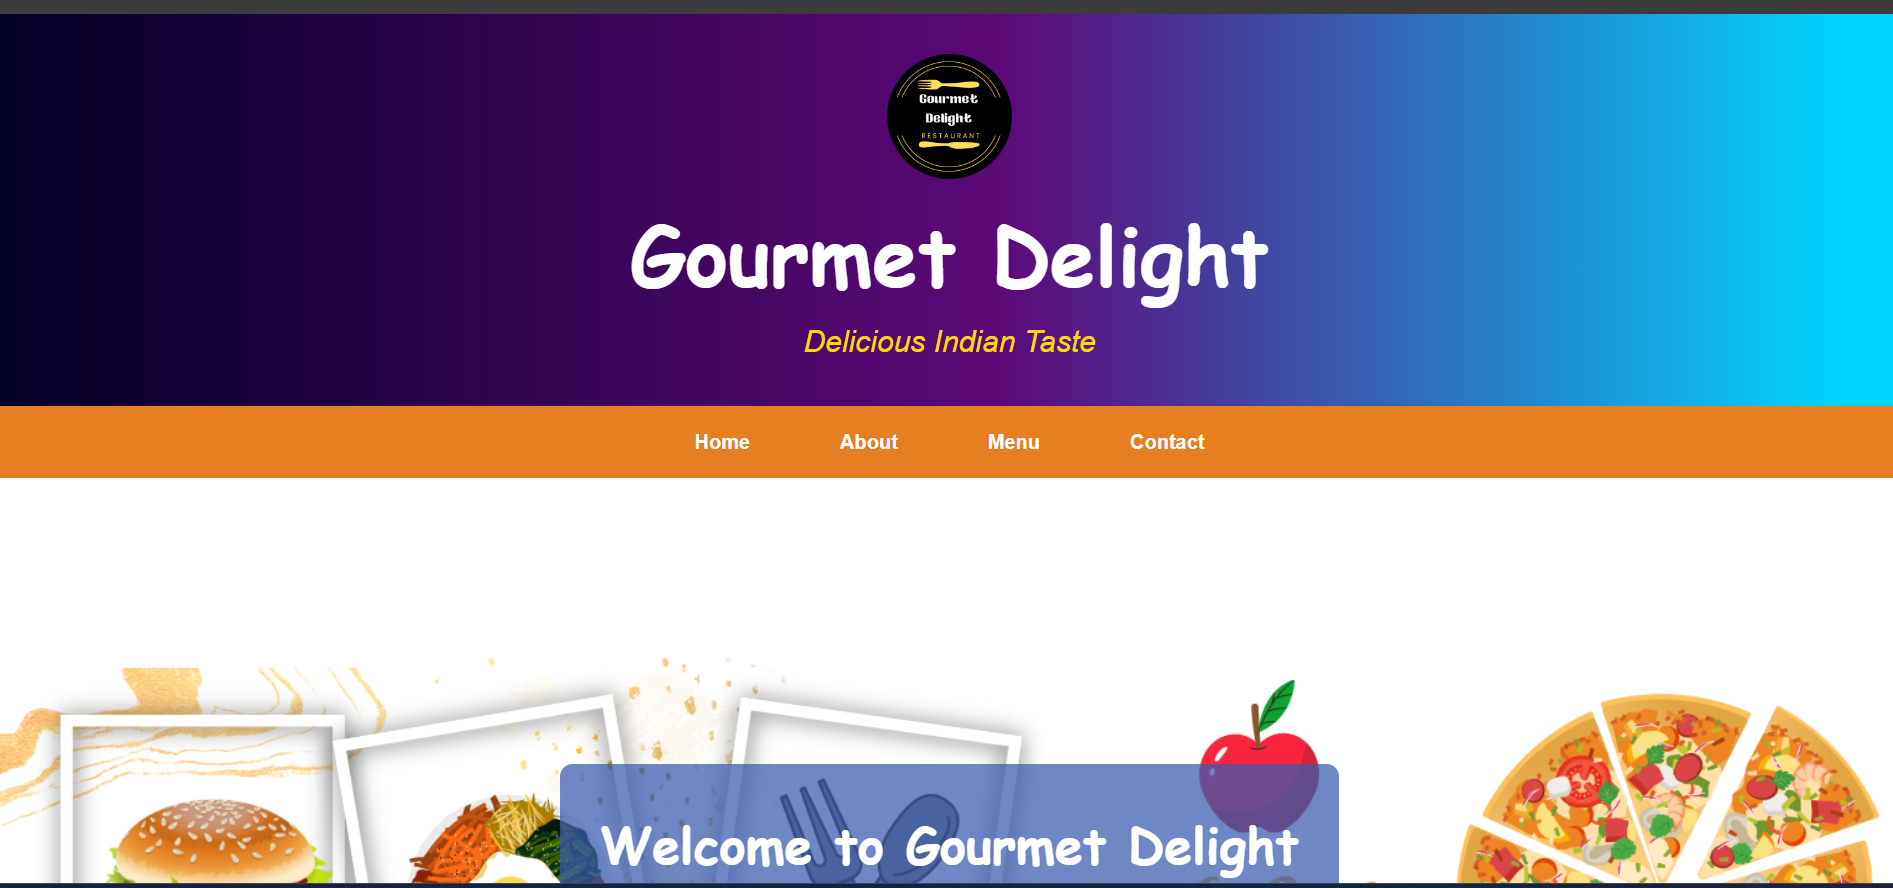 Gourmet
Delight
RESTAURANT
Gourmet Delight
Delicious Indian Taste
Home About Menu Contact
Welcome to Gourmet Delight